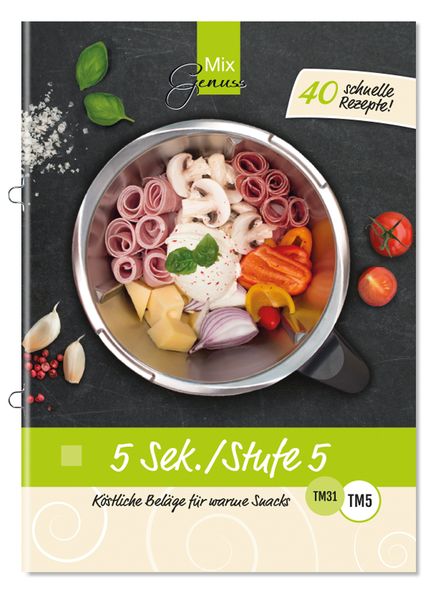 Mix
Genuss
40 schnelle
Rezepte!
5 Sek./Stufe 5
Köstliche Beläge für warme Snacks
TM31
TM5